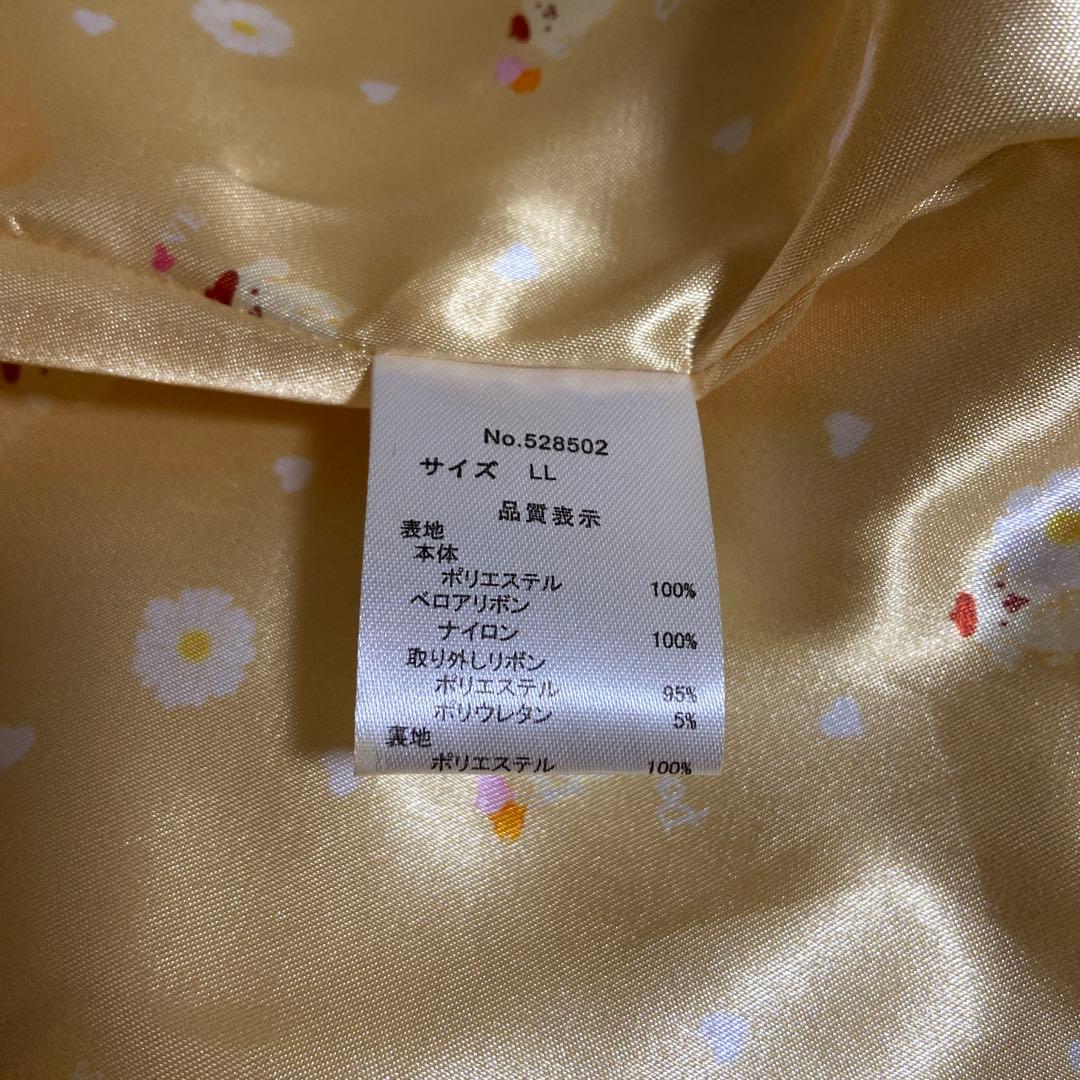 No.528502
サイズ LL
品質表示
表地
本体
ポリエステル 100%
ベロアリボン
ナイロン 100%
取り外しリボン
ポリエステル 95%
ポリウレタン 5%
裏地
ポリエステル 100%